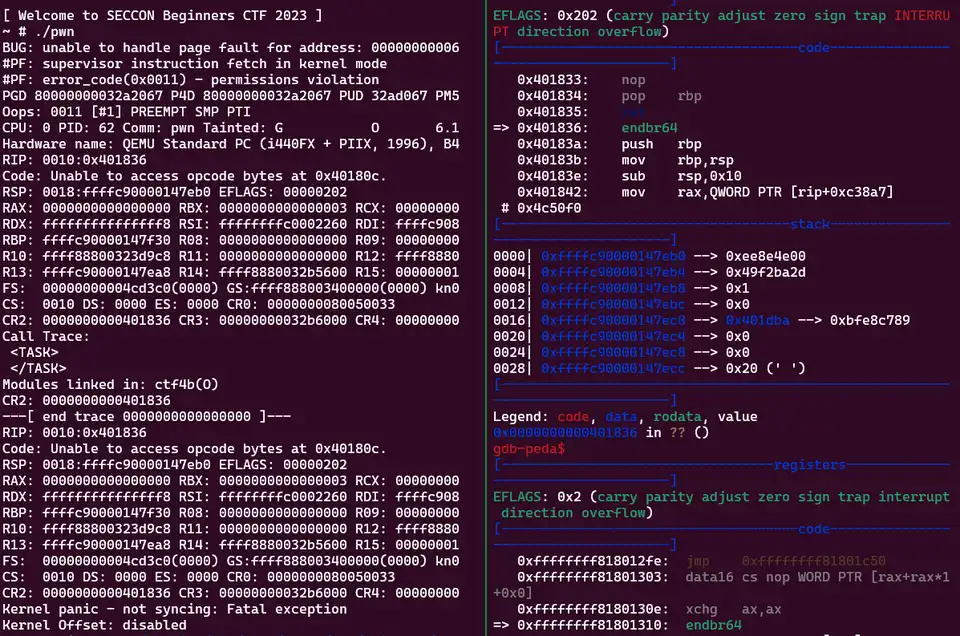 [ Welcome to SECCON Beginners CTF 2023 ]
~ # ./pwn
BUG: unable to handle page fault for address: 00000000006
#PF: supervisor instruction fetch in kernel mode
#PF: error_code(0x0011) - permissions violation
PGD 80000000032a2067 P4D 80000000032a2067 PUD 32ad067 PM5
Oops: 0011 [#1] PREEMPT SMP PTI
CPU: 0 PID: 62 Comm: pwn Tainted: G           O       6.1
Hardware name: QEMU Standard PC (i440FX + PIIX, 1996), B4
RIP: 0010:0x401836
Code: Unable to access opcode bytes at 0x40180c.
RSP: 0018:ffffc90000147eb0 EFLAGS: 00000202
RAX: 0000000000000000 RBX: 0000000000000003 RCX: 00000000
RDX: fffffffffffffff8 RSI: ffffffffc0002260 RDI: ffffc908
RBP: ffffc90000147f30 R08: 0000000000000000 R09: 00000000
R10: ffff88800323d9c8 R11: 0000000000000000 R12: ffff8880
R13: ffffc90000147ea8 R14: ffff8880032b5600 R15: 00000001
FS:  00000000004cd3c0(0000) GS:ffff888003400000(0000) kn0
CS:  0010 DS: 0000 ES: 0000 CR0: 0000000080050033
CR2: 0000000000401836 CR3: 00000000032b6000 CR4: 00000000
Call Trace:
 <TASK>
 </TASK>
Modules linked in: ctf4b(O)
CR2: 0000000000401836
---[ end trace 0000000000000000 ]---
RIP: 0010:0x401836
Code: Unable to access opcode bytes at 0x40180c.
RSP: 0018:ffffc90000147eb0 EFLAGS: 00000202
RAX: 0000000000000000 RBX: 0000000000000003 RCX: 00000000
RDX: fffffffffffffff8 RSI: ffffffffc0002260 RDI: ffffc908
RBP: ffffc90000147f30 R08: 0000000000000000 R09: 00000000
R10: ffff88800323d9c8 R11: 0000000000000000 R12: ffff8880
R13: ffffc90000147ea8 R14: ffff8880032b5600 R15: 00000001
FS:  00000000004cd3c0(0000) GS:ffff888003400000(0000) kn0
CS:  0010 DS: 0000 ES: 0000 CR0: 0000000080050033
CR2: 0000000000401836 CR3: 00000000032b6000 CR4: 00000000
Kernel panic - not syncing: Fatal exception
Kernel Offset: disabled
EFLAGS: 0x202 (carry parity adjust zero sign trap INTERRU
PT direction overflow)
[-------------------------------------code---------------
----------------------]
   0x401833:    nop
   0x401834:    pop    rbp
   0x401835:
=> 0x401836:    endbr64
   0x40183a:    push   rbp
   0x40183b:    mov    rbp,rsp
   0x40183e:    sub    rsp,0x10
   0x401842:    mov    rax,QWORD PTR [rip+0xc38a7]
 # 0x4c50f0
[------------------------------------stack---------------
----------------------]
0000| 0xffffc90000147eb0 --> 0xee8e4e00
0004| 0xffffc90000147eb4 --> 0x49f2ba2d
0008| 0xffffc90000147eb8 --> 0x1
0012| 0xffffc90000147ebc --> 0x0
0016| 0xffffc90000147ec0 --> 0x401dba --> 0xbfe8c789
0020| 0xffffc90000147ec4 --> 0x0
0024| 0xffffc90000147ec8 --> 0x0
0028| 0xffffc90000147ecc --> 0x20 (' ')
[--------------------------------------------------------
----------------------]
Legend: code, data, rodata, value
0x0000000000401836 in ?? ()
gdb-peda$
[----------------------------------registers-------------
----------------------]
EFLAGS: 0x2 (carry parity adjust zero sign trap interrupt
 direction overflow)
[-------------------------------------code---------------
----------------------]
   0xffffffff818012fe:  jmp    0xffffffff81801c50
   0xffffffff81801303:  data16 cs nop WORD PTR [rax+rax*1
+0x0]
   0xffffffff8180130e:  xchg   ax,ax
=> 0xffffffff81801310:  endbr64